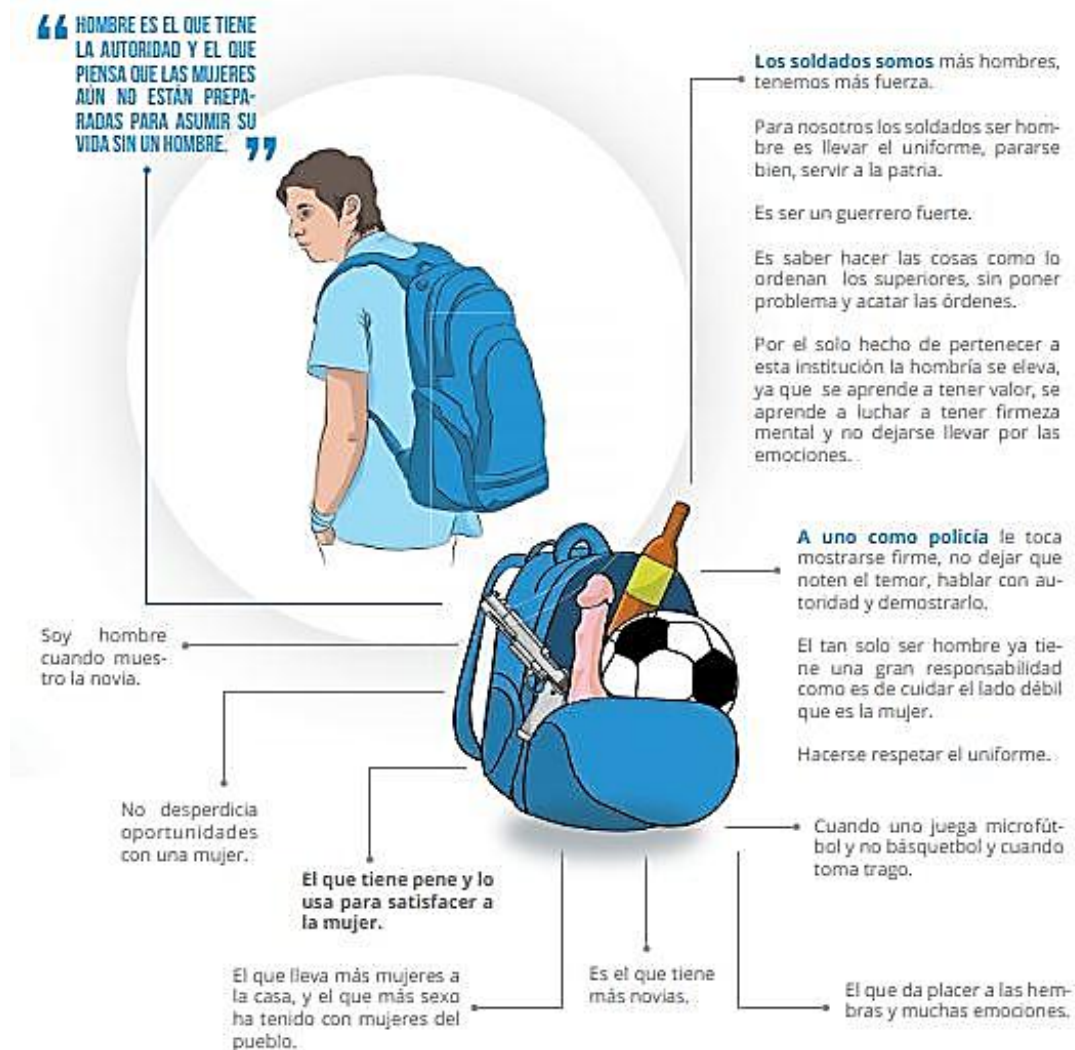 “ HOMBRE ES EL QUE TIENE
LA AUTORIDAD Y EL QUE
PIENSA QUE LAS MUJERES
AÚN NO ESTÁN PREPA-
RADAS PARA ASUMIR SU
VIDA SIN UN HOMBRE. ”
Los soldados somos más hombres,
tenemos más fuerza.
Para nosotros los soldados ser hom-
bre es llevar el uniforme, pararse
bien, servir a la patria.
Es ser un guerrero fuerte.
Es saber hacer las cosas como lo
ordenan los superiores, sin poner
problema y acatar las órdenes.
Por el solo hecho de pertenecer a
esta institución la hombría se eleva,
ya que se aprende a tener valor, se
aprende a luchar a tener firmeza
mental y no dejarse llevar por las
emociones.
A uno como policía le toca
mostrarse firme, no dejar que
noten el temor, hablar con au-
toridad y demostrarlo.
El tan solo ser hombre ya tie-
ne una gran responsabilidad
como es de cuidar el lado débil
que es la mujer.
Hacerse respetar el uniforme.
Soy hombre
cuando mues-
tro la novia.
No desperdicia
oportunidades
con una mujer.
El que tiene pene y lo
usa para satisfacer a
la mujer.
Cuando uno juega microfút-
bol y no básquetbol y cuando
toma trago.
El que lleva más mujeres a
la casa, y el que más sexo
ha tenido con mujeres del
pueblo.
Es el que tiene
más novias.
El que da placer a las hem-
bras y muchas emociones.